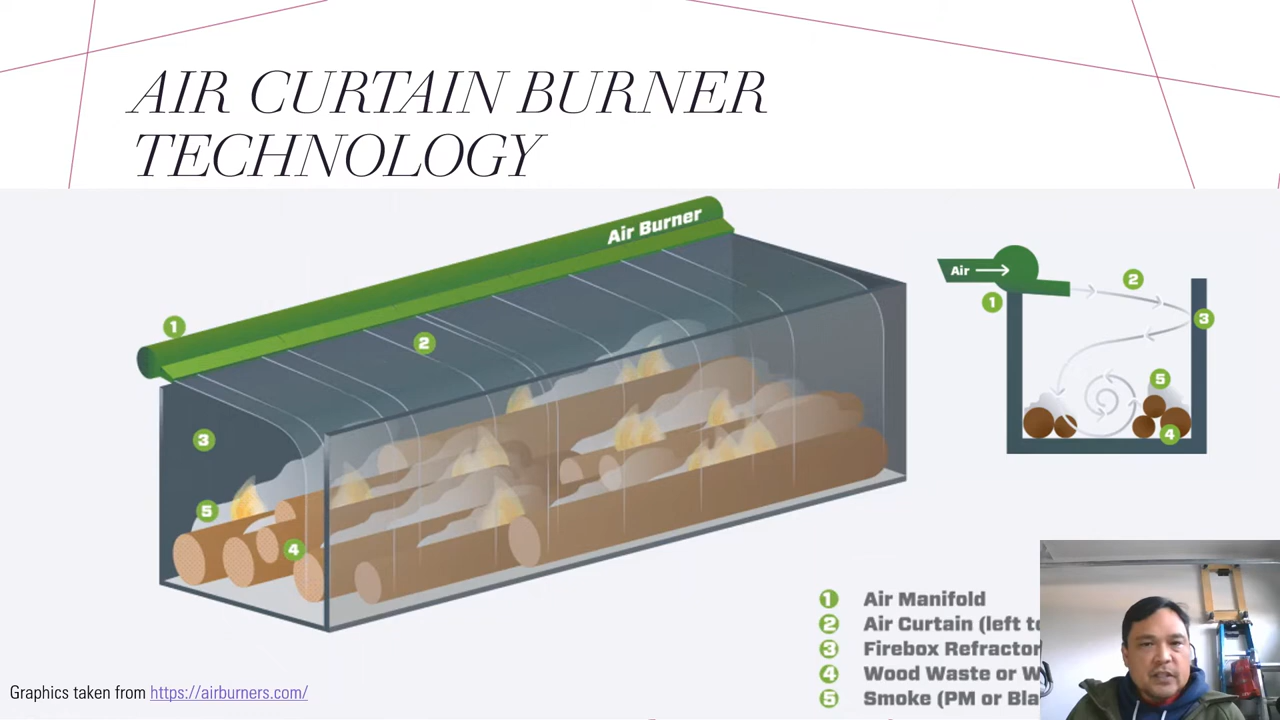 AIR CURTAIN BURNER
TECHNOLOGY
Air Burner
1
2
3
5
4
Air
1
2
3
5
4
1 Air Manifold
2 Air Curtain (left
3 Firebox Refractor
4 Wood Waste or
5 Smoke (PM or
Graphics taken from https://airburners.com/